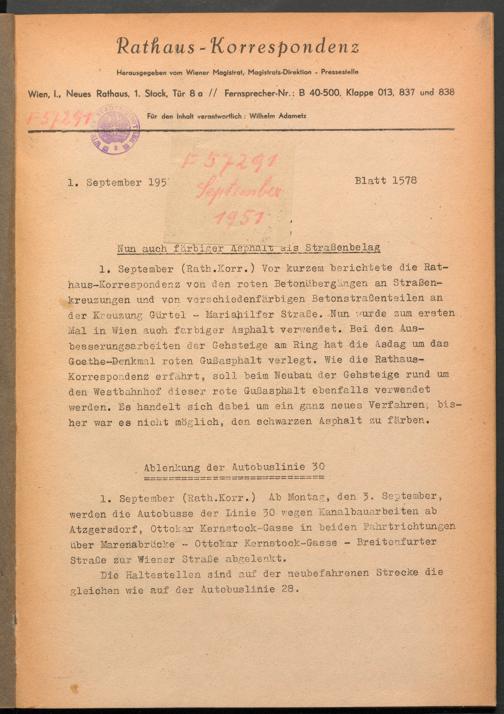 Rathaus-Korrespondenz
Herausgegeben vom Wiener Magistrat, Magistrats-Direktion - Pressestelle
Wien, I., Neues Rathaus, 1. Stock, Tür 8 a // Fernsprecher-Nr.: B 40-500, Klappe 013, 837 und 838
F57291
Für den Inhalt verantwortlich: Wilhelm Adametz
F57291
September
1951
1. September 195
Blatt 1578
Nun auch färbiger Asphalt als Straßenbelag
1. September (Rath.Korr.) Vor kurzem berichtete die Rat-
haus-Korrespondenz von den roten Betonübergängen an Straßen-
kreuzungen und von verschiedenfärbigen Betonstraßenteilen an
der Kreuzung Gürtel - Mariahilfer Straße. Nun wurde zum ersten
Mal in Wien auch farbiger Asphalt verwendet. Bei den Aus-
besserungsarbeiten der Gehsteige am Ring hat die Asdag um das
Goethe-Denkmal roten Gußasphalt verlegt. Wie die Rathaus-
Korrespondenz erfährt, soll beim Neubau der Gehsteige rund um
den Westbahnhof dieser rote Gußasphalt ebenfalls verwendet
werden. Es handelt sich dabei um ein ganz neues Verfahren; bis-
her war es nicht möglich, den schwarzen Asphalt zu färben.
Ablenkung der Autobuslinie 30
===========================
1. September (Rath.Korr.) Ab Montag, den 3. September,
werden die Autobusse der Linie 30 wegen Kanalbauarbeiten ab
Atzgersdorf, Ottokar Kernstock-Gasse in beiden Fahrtrichtungen
über Marenabrücke - Ottokar Kernstock-Gasse - Breitenfurter
Straße zur Wiener Straße abgelenkt.
Die Haltestellen sind auf der neubefahrenen Strecke die
gleichen wie auf der Autobuslinie 28.